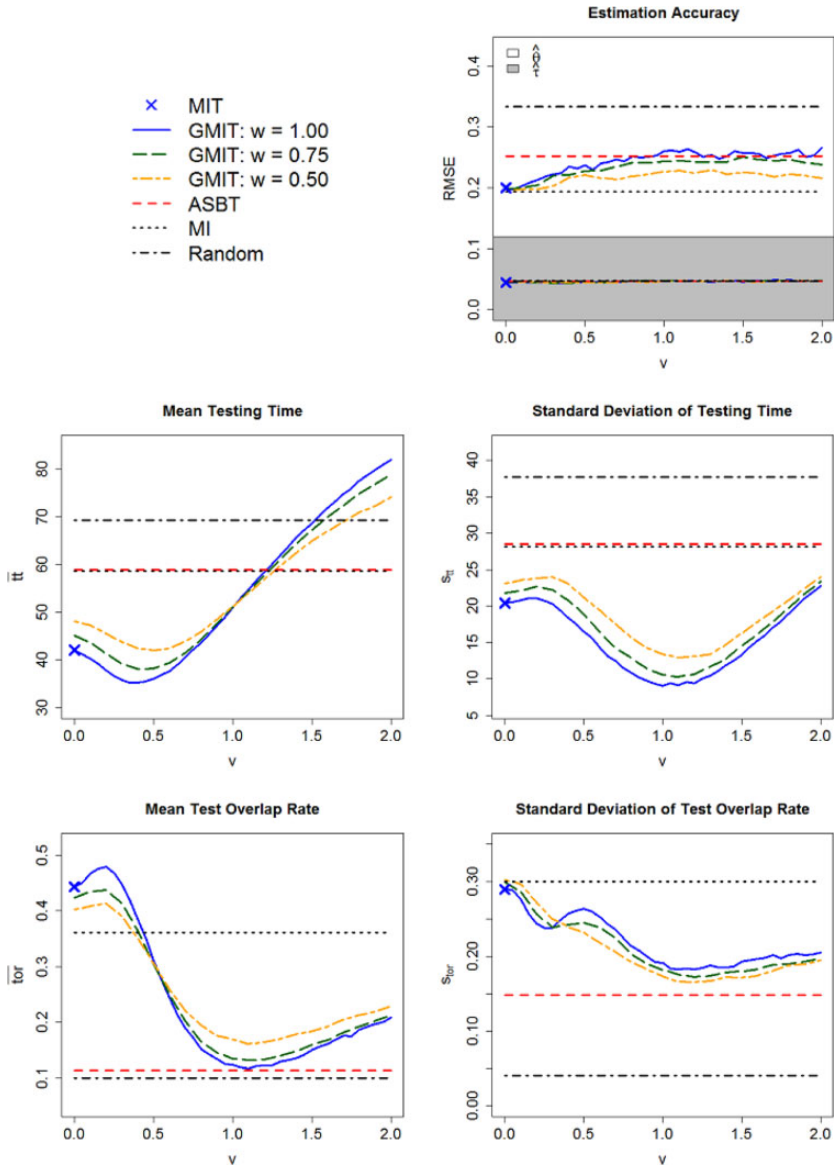 Estimation Accuracy
MIT
GMIT: w = 1.00
GMIT: w = 0.75
GMIT: w = 0.50
ASBT
MI
Random
θ̂
τ̂
RMSE
0.4
0.3
0.2
0.1
0.0
0.0 0.5 1.0 1.5 2.0
v
Mean Testing Time
t̅t̅
80
70
60
50
40
30
0.0 0.5 1.0 1.5 2.0
v
Standard Deviation of Testing Time
stt
40
35
30
25
20
15
10
5
0.0 0.5 1.0 1.5 2.0
v
Mean Test Overlap Rate
t̅o̅r̅
0.5
0.4
0.3
0.2
0.1
0.0 0.5 1.0 1.5 2.0
v
Standard Deviation of Test Overlap Rate
stor
0.30
0.20
0.10
0.00
0.0 0.5 1.0 1.5 2.0
v